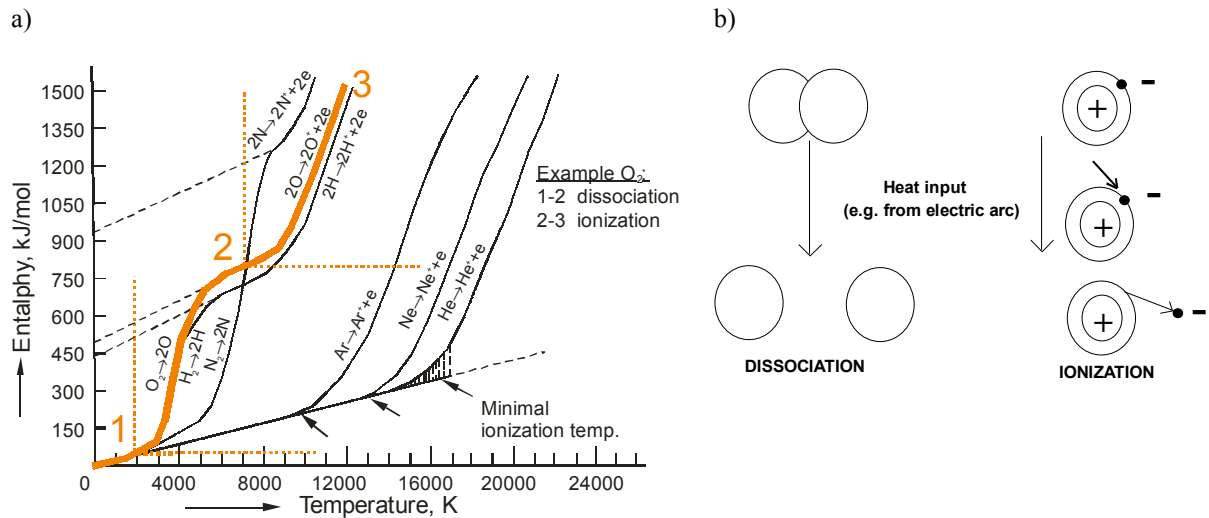 a)
b)
Entalphy, kJ/mol
1500
1350
1200
1050
900
750
600
450
300
150
0
4000
8000
12000
16000
20000
24000
Temperature, K
1
2
3
O₂→2O
H₂→2H
N₂→2N
2N→2N⁺+2e
2O→2O⁺+2e
2H→2H⁺+2e
Ar→Ar⁺+e
Ne→Ne⁺+e
He→He⁺+e
Example O₂:
1-2 dissociation
2-3 ionization
Minimal
ionization temp.
Heat input
(e.g. from electric arc)
+ -
+ -
+ -
DISSOCIATION
IONIZATION